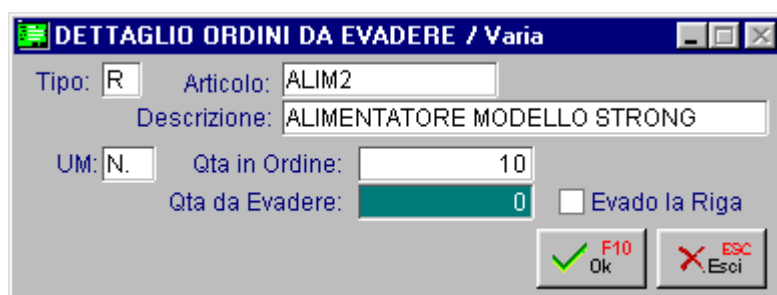 DETTAGLIO ORDINI DA EVADERE / Varia
Tipo: R Articolo: ALIM2
Descrizione: ALIMENTATORE MODELLO STRONG
UM: N. Qta in Ordine: 10
Qta da Evadere: 0 Evado la Riga
F10 Ok ESC Esci